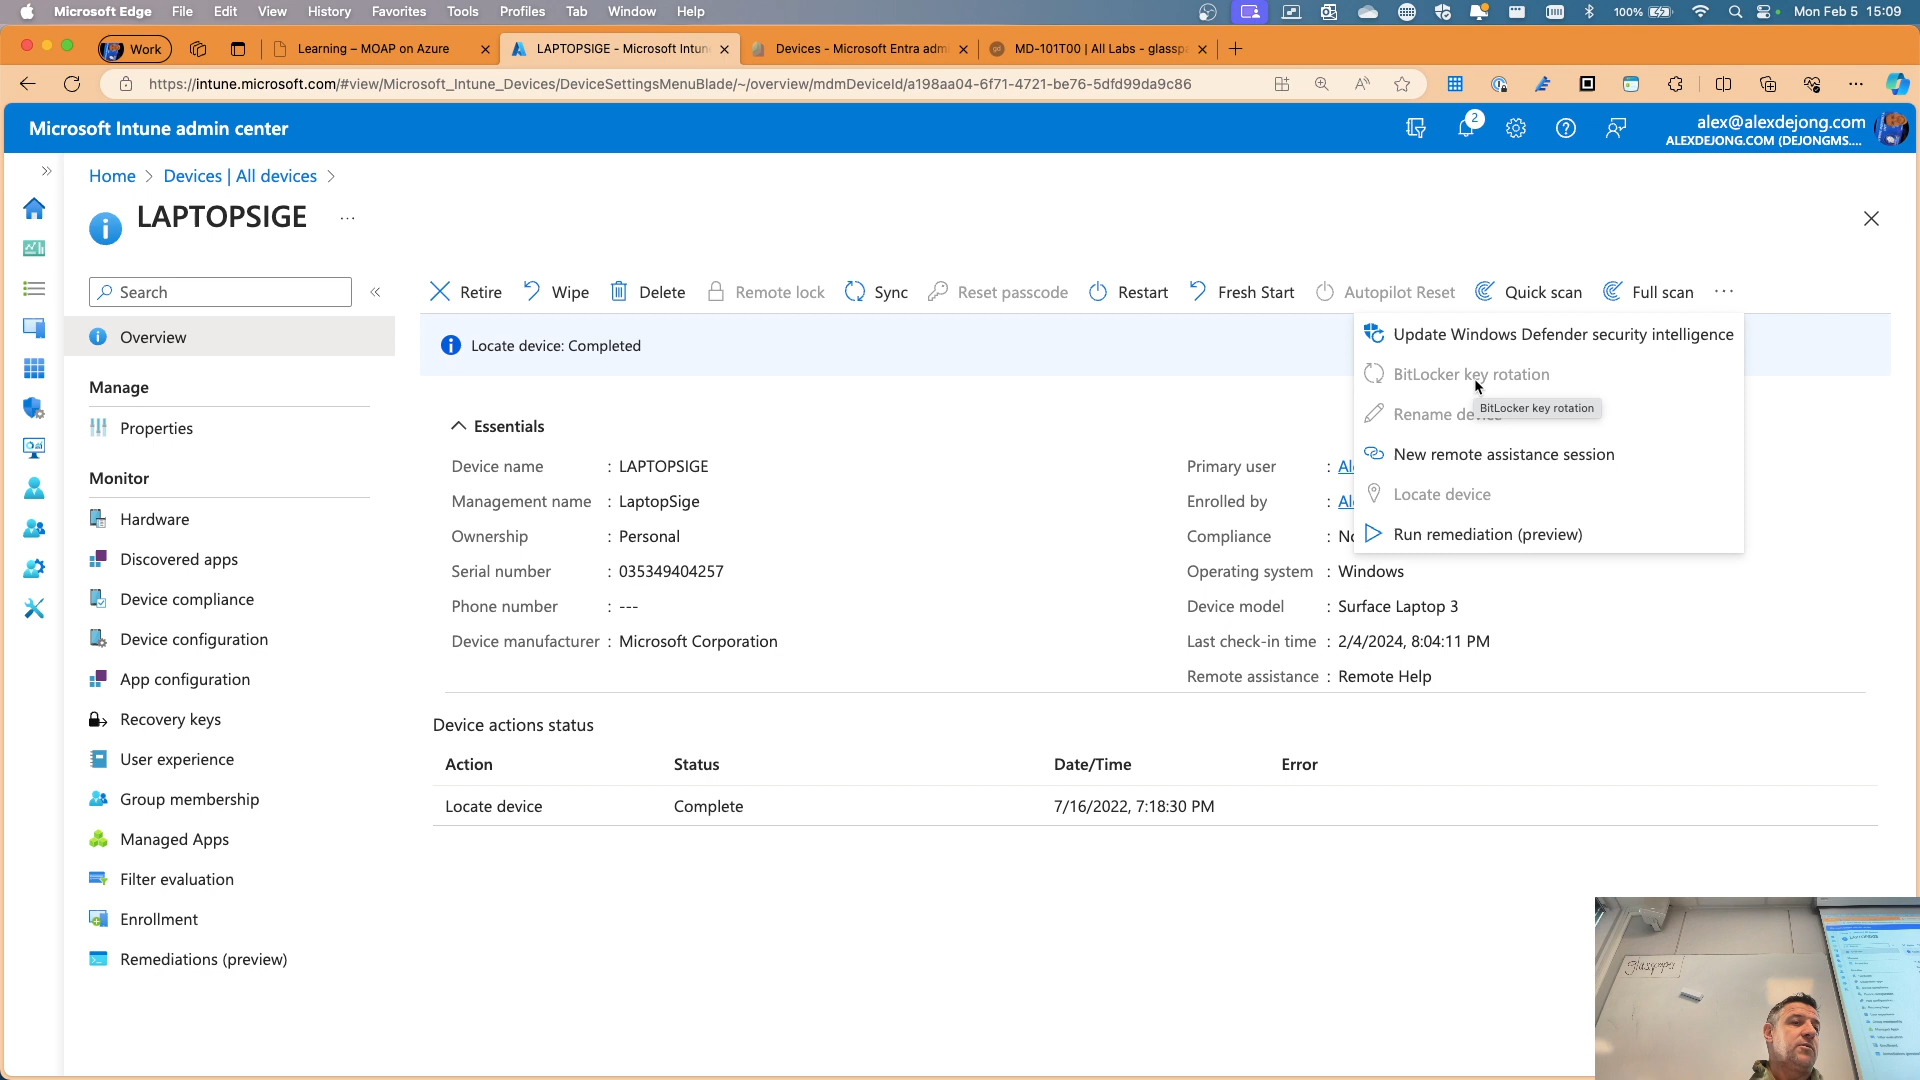 Microsoft Edge File Edit View History Favorites Tools Profiles Tab Window Help 100% Mon Feb 5 15:09
Work Learning – MOAP on Azure LAPTOPSIGE - Microsoft Intun Devices - Microsoft Entra adm MD-101T00 | All Labs - glassp
https://intune.microsoft.com/#view/Microsoft_Intune_Devices/DeviceSettingsMenuBlade/~/overview/mdmDeviceId/a198aa04-6f71-4721-be76-5dfd99da9c86
Microsoft Intune admin center 2 alex@alexdejong.com
ALEXDEJONG.COM (DEJONGMS....
Home > Devices | All devices >
LAPTOPSIGE ...
Search
Retire Wipe Delete Remote lock Sync Reset passcode Restart Fresh Start Autopilot Reset Quick scan Full scan ...
Overview
Manage
Properties
Monitor
Hardware
Discovered apps
Device compliance
Device configuration
App configuration
Recovery keys
User experience
Group membership
Managed Apps
Filter evaluation
Enrollment
Remediations (preview)
Locate device: Completed
Essentials
Device name : LAPTOPSIGE
Management name : LaptopSige
Ownership : Personal
Serial number : 035349404257
Phone number : ---
Device manufacturer : Microsoft Corporation
Primary user : Al
Enrolled by : Al
Compliance : No
Operating system : Windows
Device model : Surface Laptop 3
Last check-in time : 2/4/2024, 8:04:11 PM
Remote assistance : Remote Help
Update Windows Defender security intelligence
BitLocker key rotation
BitLocker key rotation
Rename device
New remote assistance session
Locate device
Run remediation (preview)
Device actions status
Action Status Date/Time Error
Locate device Complete 7/16/2022, 7:18:30 PM